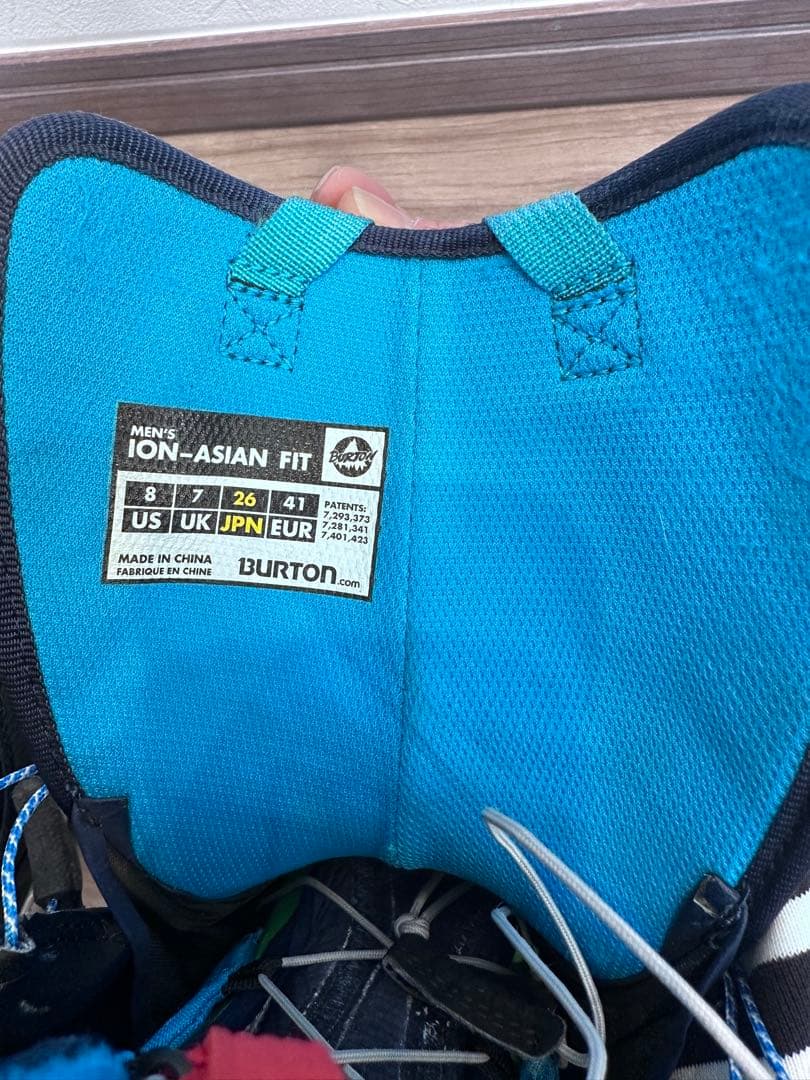 MEN'S
ION-ASIAN FIT
BURTON
8 7 26 41
US UK JPN EUR
PATENTS:
7,293,373
7,281,341
7,401,423
MADE IN CHINA
FABRIQUE EN CHINE
BURTON.com